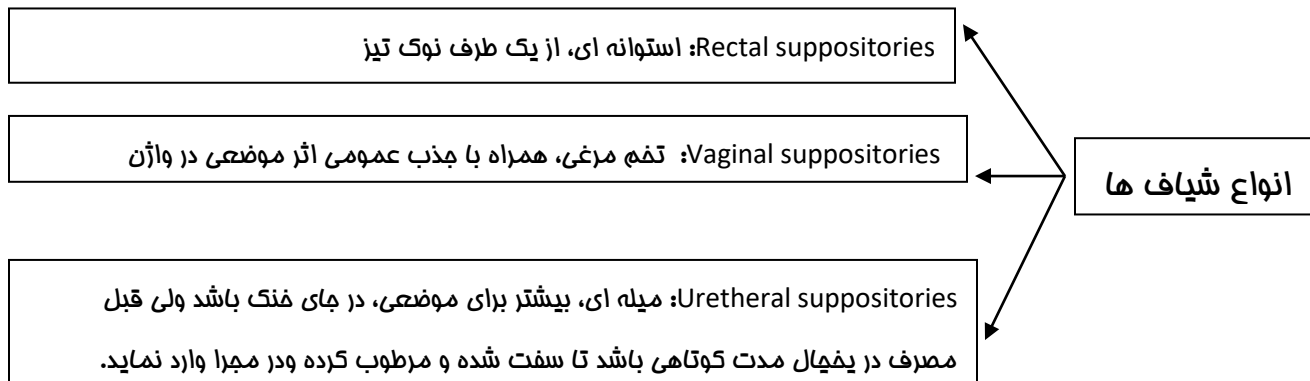 انواع شیاف ها
Rectal suppositories: استوانه ای، از یک طرف نوک تیز
Vaginal suppositories: تخم مرغی، همراه با جذب عمومی اثر موضعی در واژن
Uretheral suppositories: میله ای، بیشتر برای موضعی، در جای خنک باشد ولی قبل
مصرف در یخچال مدت کوتاهی باشد تا سفت شده و مرطوب کرده ودر مجرا وارد نماید.